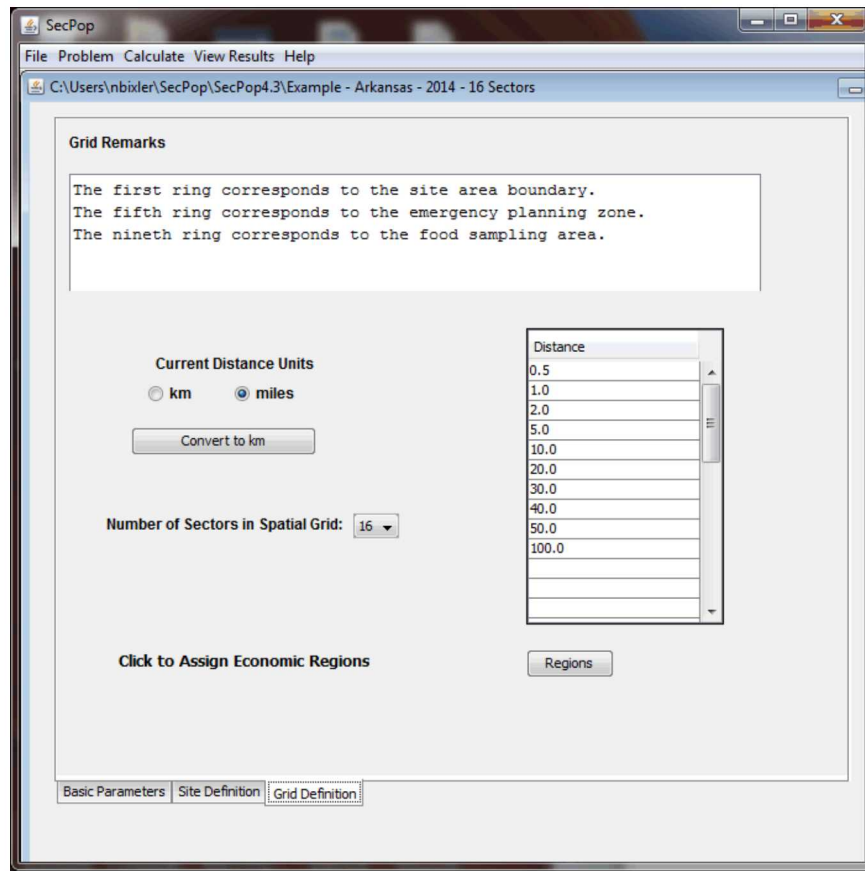 SecPop
File Problem Calculate View Results Help
C:\Users\nbixler\SecPop\SecPop4.3\Example - Arkansas - 2014 - 16 Sectors
Grid Remarks
The first ring corresponds to the site area boundary.
The fifth ring corresponds to the emergency planning zone.
The nineth ring corresponds to the food sampling area.
Current Distance Units
km miles
Convert to km
Number of Sectors in Spatial Grid: 16
Distance
0.5
1.0
2.0
5.0
10.0
20.0
30.0
40.0
50.0
100.0
Click to Assign Economic Regions
Regions
Basic Parameters Site Definition Grid Definition